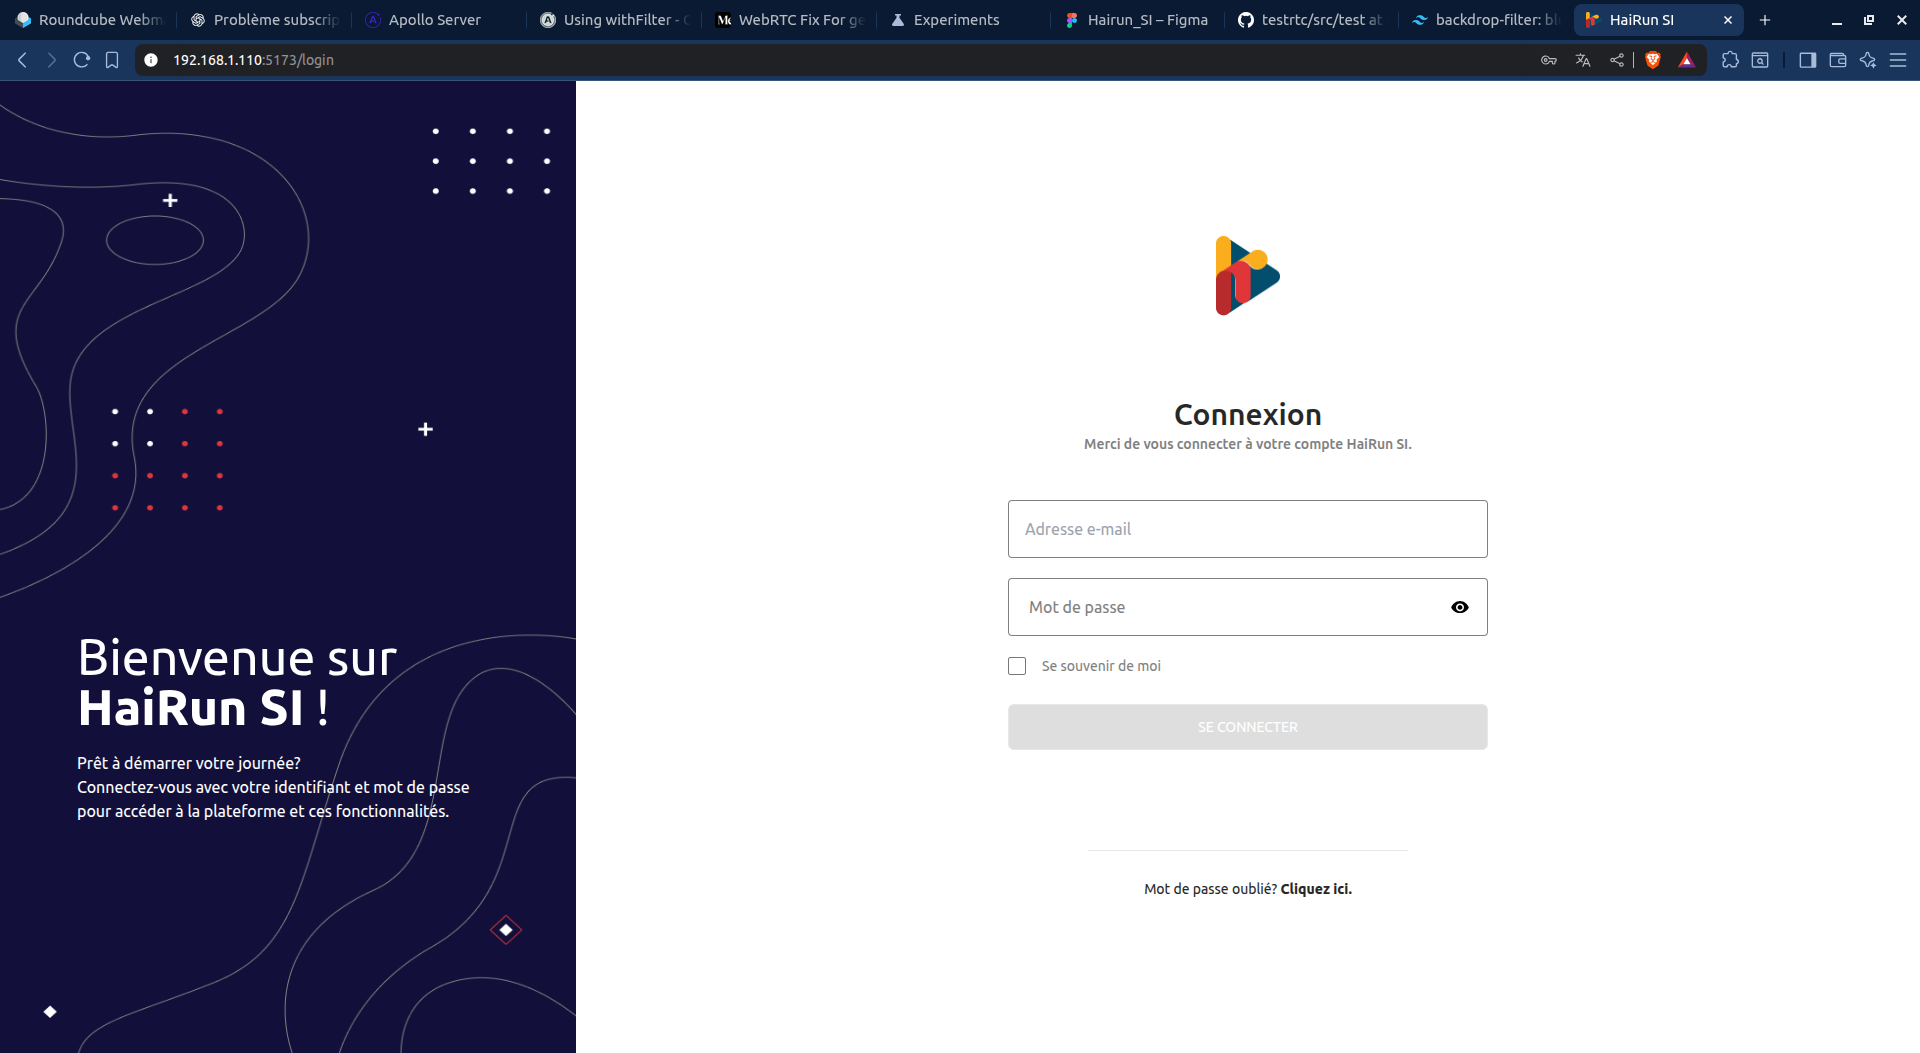 Roundcube Webm
Problème subscrip
Apollo Server
Using withFilter - C
WebRTC Fix For ge
Experiments
Hairun_SI – Figma
testrtc/src/test at
backdrop-filter: bl
HaiRun SI
192.168.1.110:5173/login
Bienvenue sur
HaiRun SI !
Prêt à démarrer votre journée?
Connectez-vous avec votre identifiant et mot de passe
pour accéder à la plateforme et ces fonctionnalités.
Connexion
Merci de vous connecter à votre compte HaiRun SI.
Adresse e-mail
Mot de passe
Se souvenir de moi
SE CONNECTER
Mot de passe oublié? Cliquez ici.